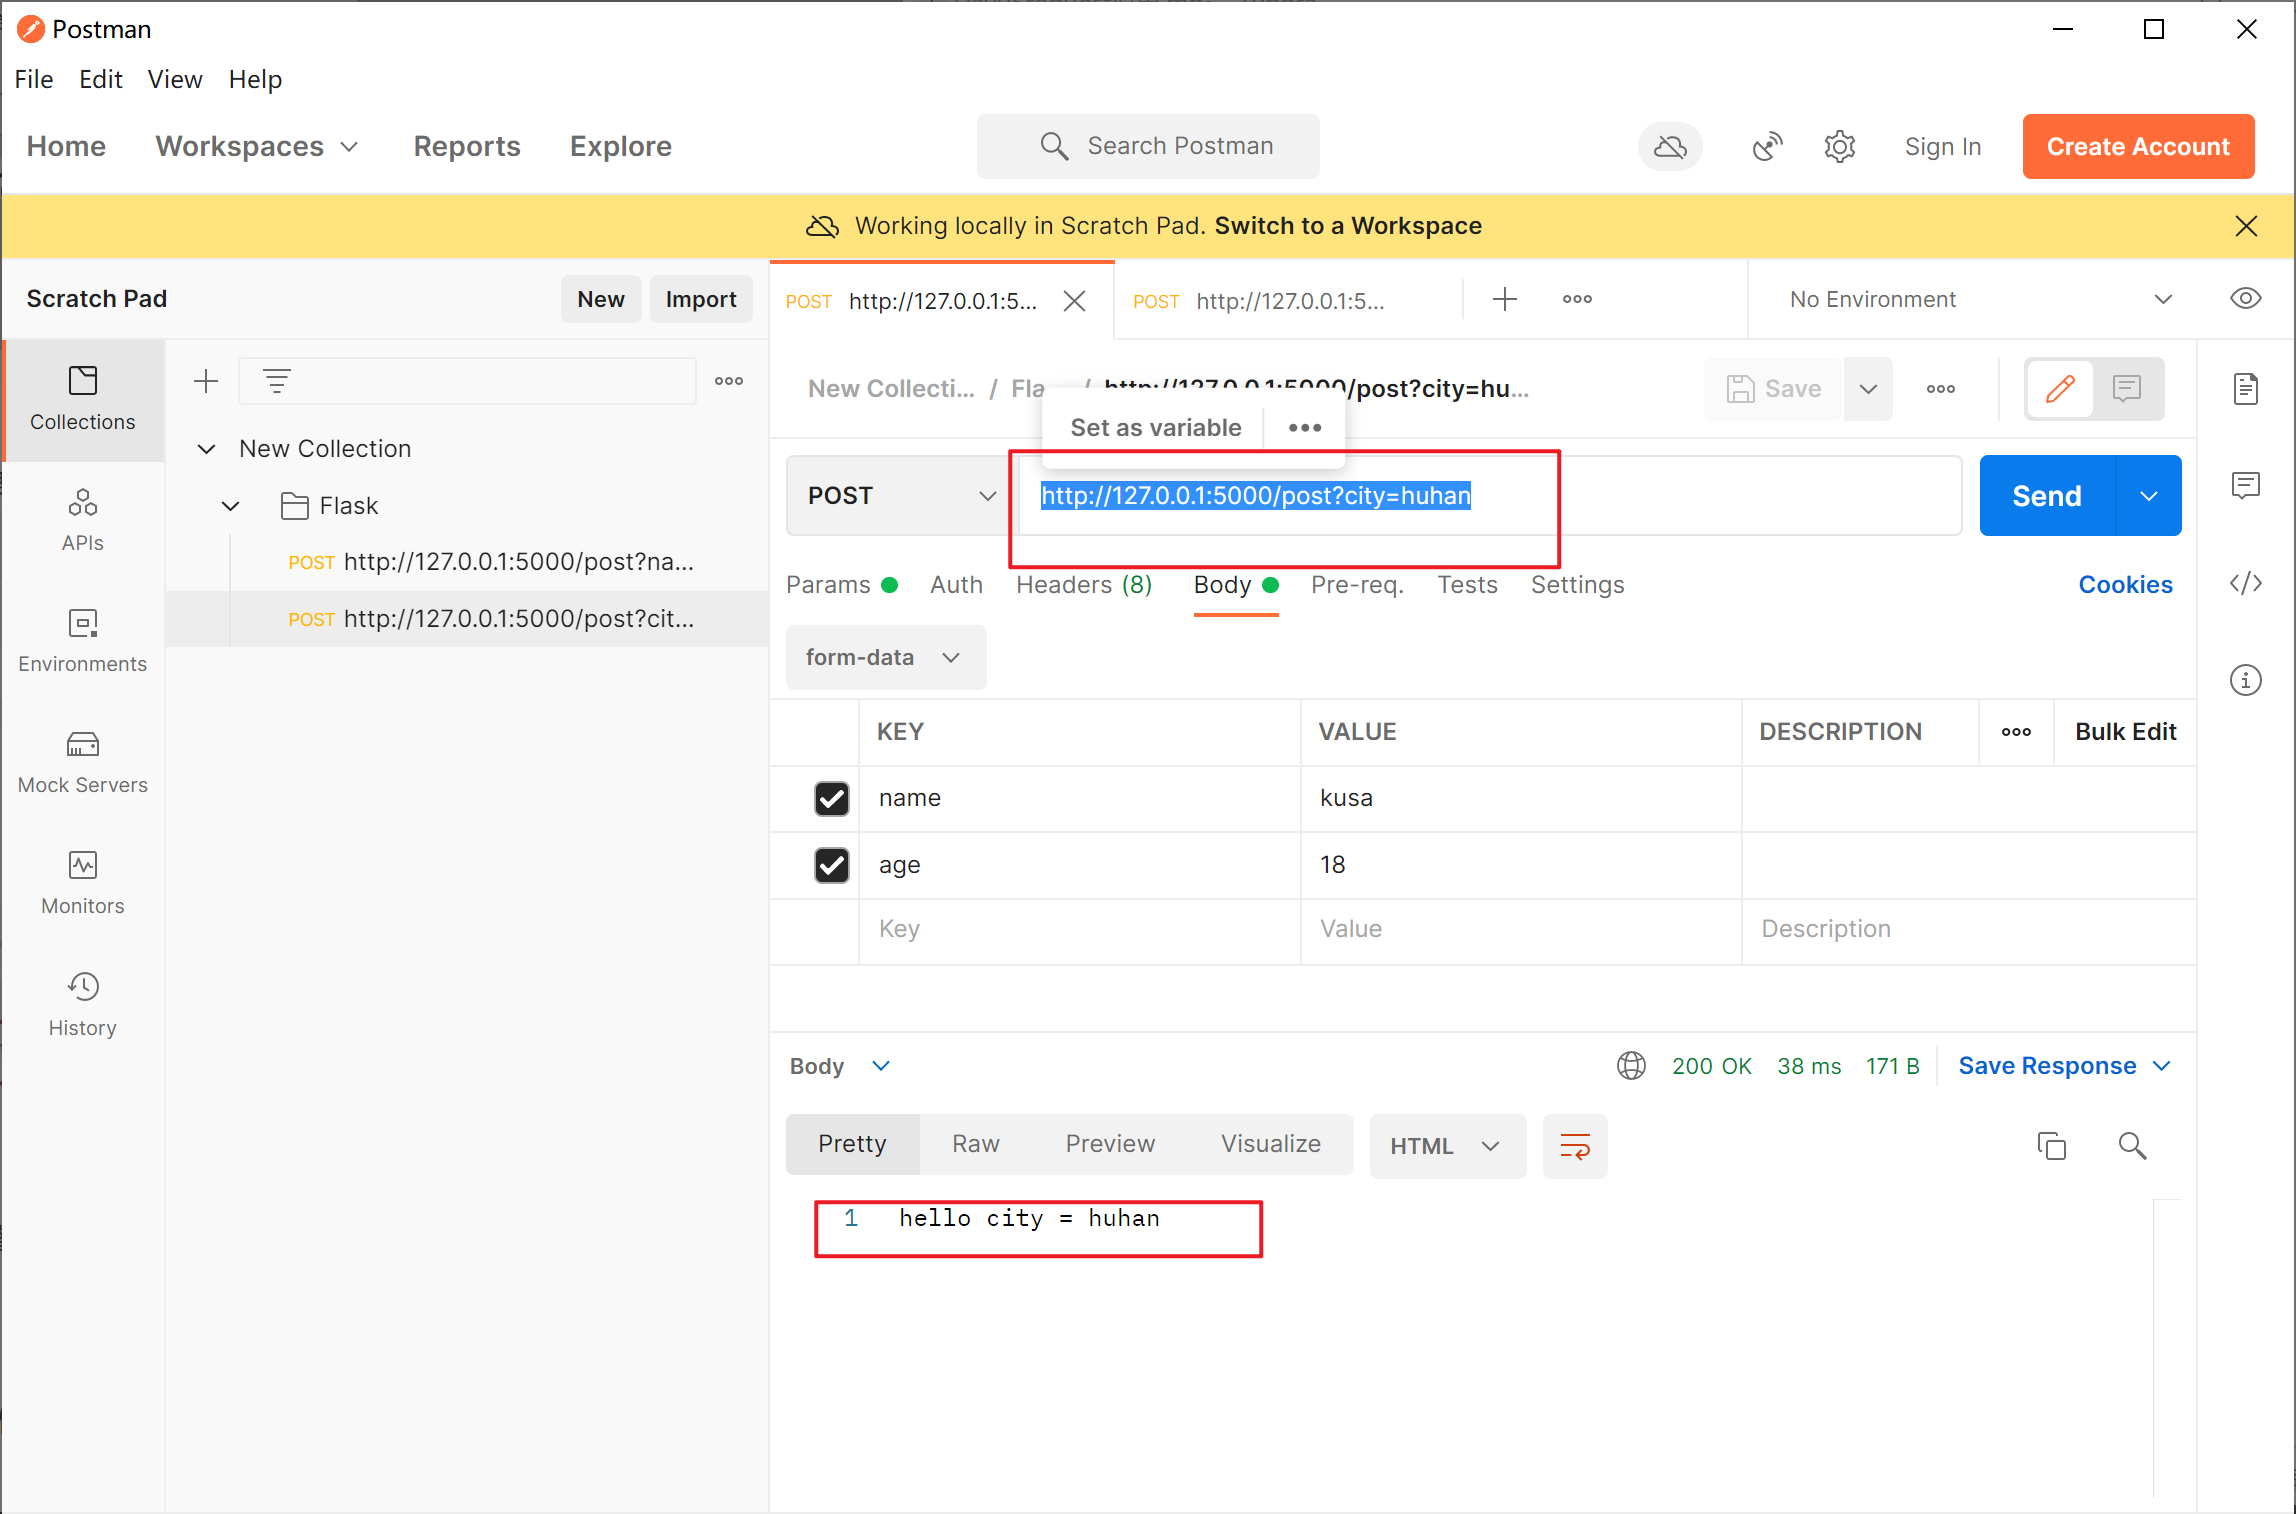 Postman
File Edit View Help
Home Workspaces Reports Explore Search Postman Sign In Create Account
Working locally in Scratch Pad. Switch to a Workspace
Scratch Pad New Import
POST http://127.0.0.1:5... POST http://127.0.0.1:5... No Environment
Collections
APIs
Environments
Mock Servers
Monitors
History
New Collection
Flask
POST http://127.0.0.1:5000/post?na...
POST http://127.0.0.1:5000/post?cit...
New Collecti... / Fla / http://127.0.0.1:5000/post?city=hu... Save
Set as variable
POST http://127.0.0.1:5000/post?city=huhan Send
Params Auth Headers (8) Body Pre-req. Tests Settings Cookies
form-data
KEY VALUE DESCRIPTION Bulk Edit
name kusa
age 18
Key Value Description
Body 200 OK 38 ms 171 B Save Response
Pretty Raw Preview Visualize HTML
1 hello city = huhan